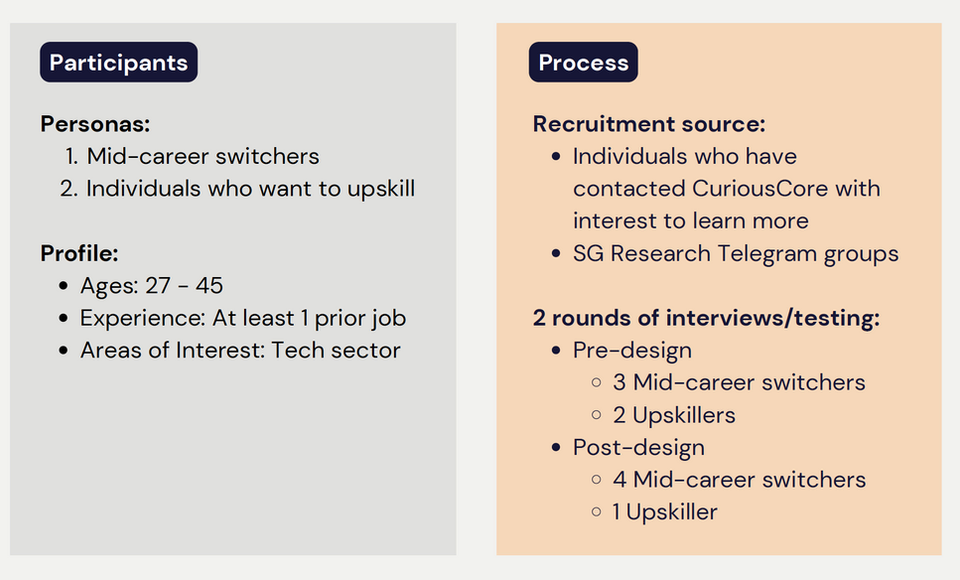 Participants
Personas:
1. Mid-career switchers
2. Individuals who want to upskill
Profile:
• Ages: 27 - 45
• Experience: At least 1 prior job
• Areas of Interest: Tech sector
Process
Recruitment source:
• Individuals who have
contacted CuriousCore with
interest to learn more
• SG Research Telegram groups
2 rounds of interviews/testing:
• Pre-design
○ 3 Mid-career switchers
○ 2 Upskillers
• Post-design
○ 4 Mid-career switchers
○ 1 Upskiller